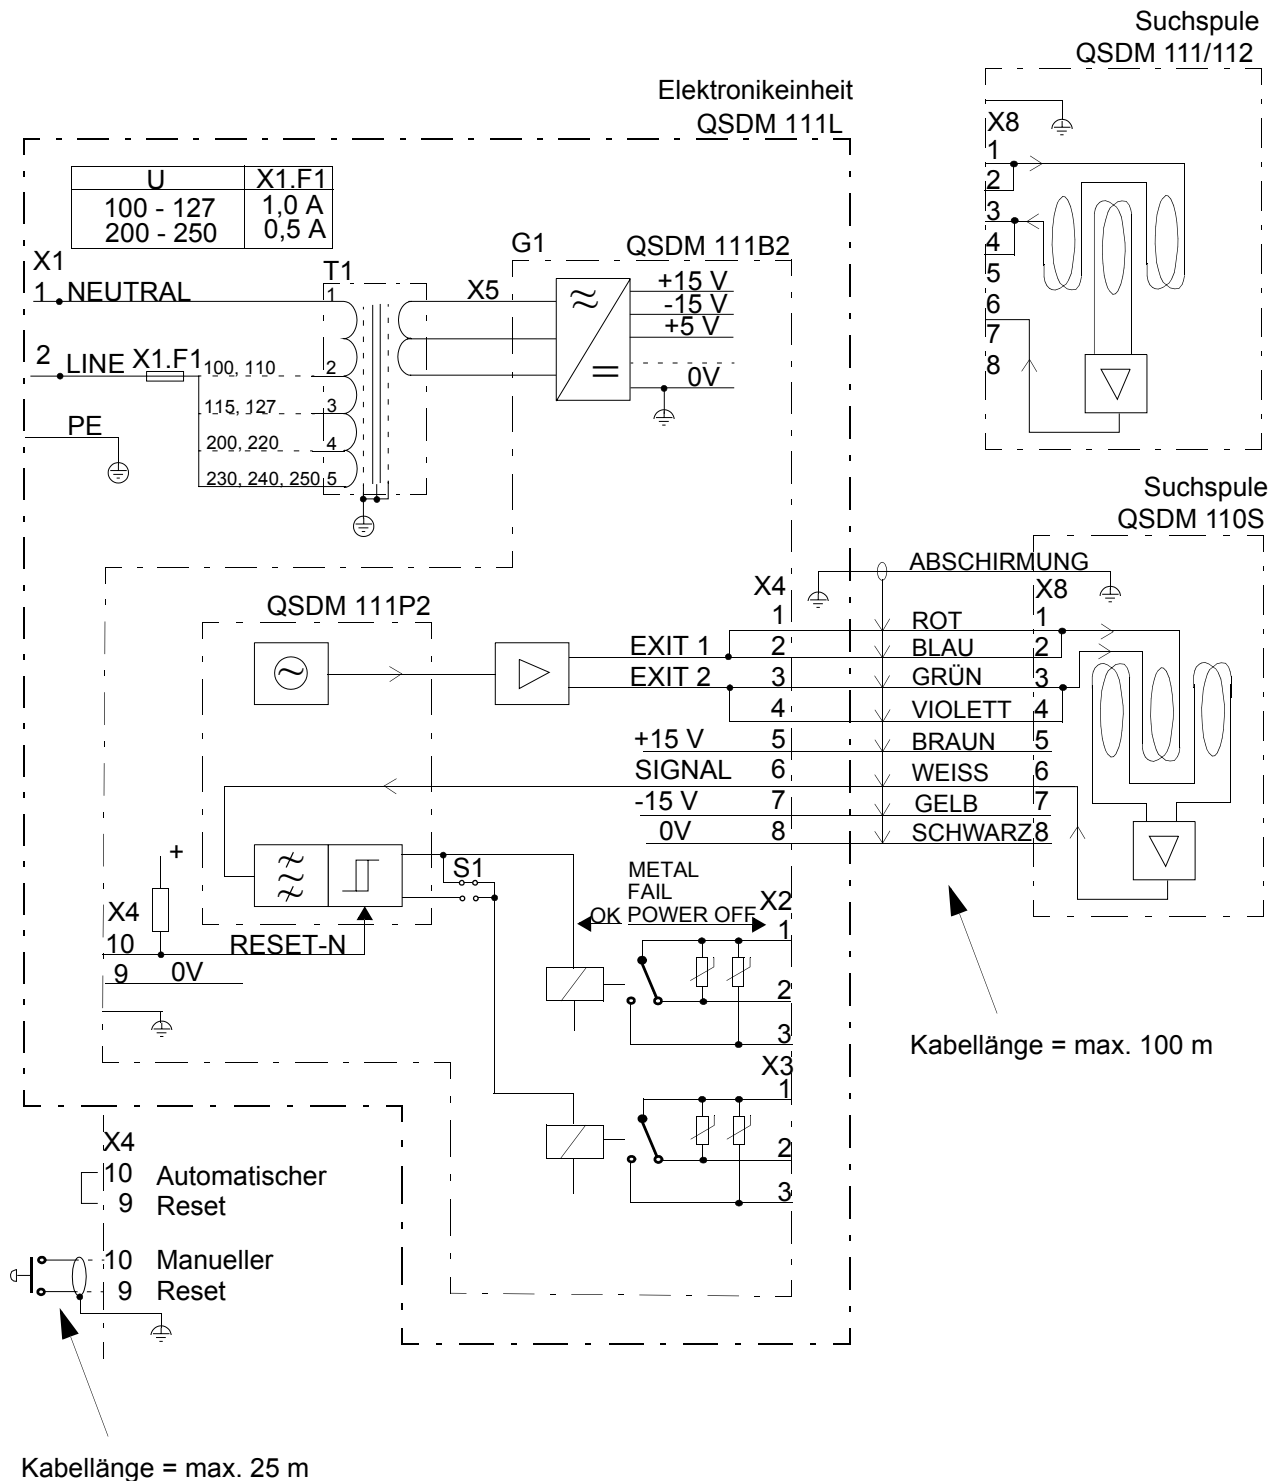 Suchspule
QSDM 111/112
Elektronikeinheit
QSDM 111L
X8
1
2
3
4
5
6
7
8
U X1.F1
100 - 127 1,0 A
200 - 250 0,5 A
X1
1 NEUTRAL
2 LINE X1.F1
PE
T1
1
100, 110 2
115, 127 3
200, 220 4
230, 240, 250 5
X5
G1
QSDM 111B2
+15 V
-15 V
+5 V
0V
Suchspule
QSDM 110S
ABSCHIRMUNG
X4
X8
QSDM 111P2
1 ROT 1
EXIT 1 2 BLAU 2
EXIT 2 3 GRÜN 3
4 VIOLETT 4
+15 V 5 BRAUN 5
SIGNAL 6 WEISS 6
-15 V 7 GELB 7
0V 8 SCHWARZ 8
+
S1
METAL
FAIL
OK POWER OFF
X2
1
2
3
X4
10 RESET-N
9 0V
Kabellänge = max. 100 m
X3
1
2
3
X4
10 Automatischer
9 Reset
10 Manueller
9 Reset
Kabellänge = max. 25 m